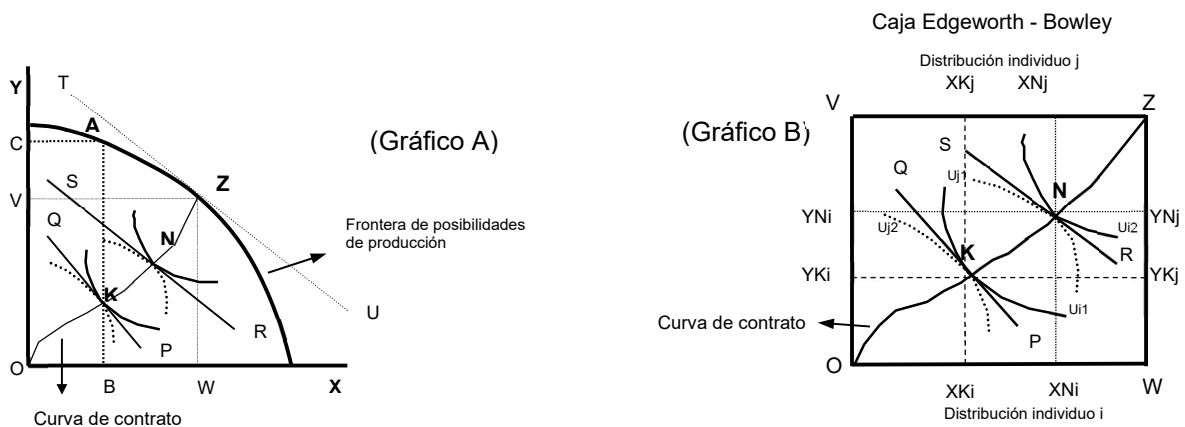 Y
T
A
C
(Gráfico A)
S
Z
V
Q
Frontera de posibilidades
de producción
N
K
U
R
P
O
B
W
X
Curva de contrato
Caja Edgeworth - Bowley
Distribución individuo j
XKj XNj
V
Z
(Gráfico B)
S
Q
Uj1
N
YNi
YNj
Uj2
Ui2
K
R
YKi
YKj
Ui1
Curva de contrato
P
O
W
XKi
XNi
Distribución individuo i